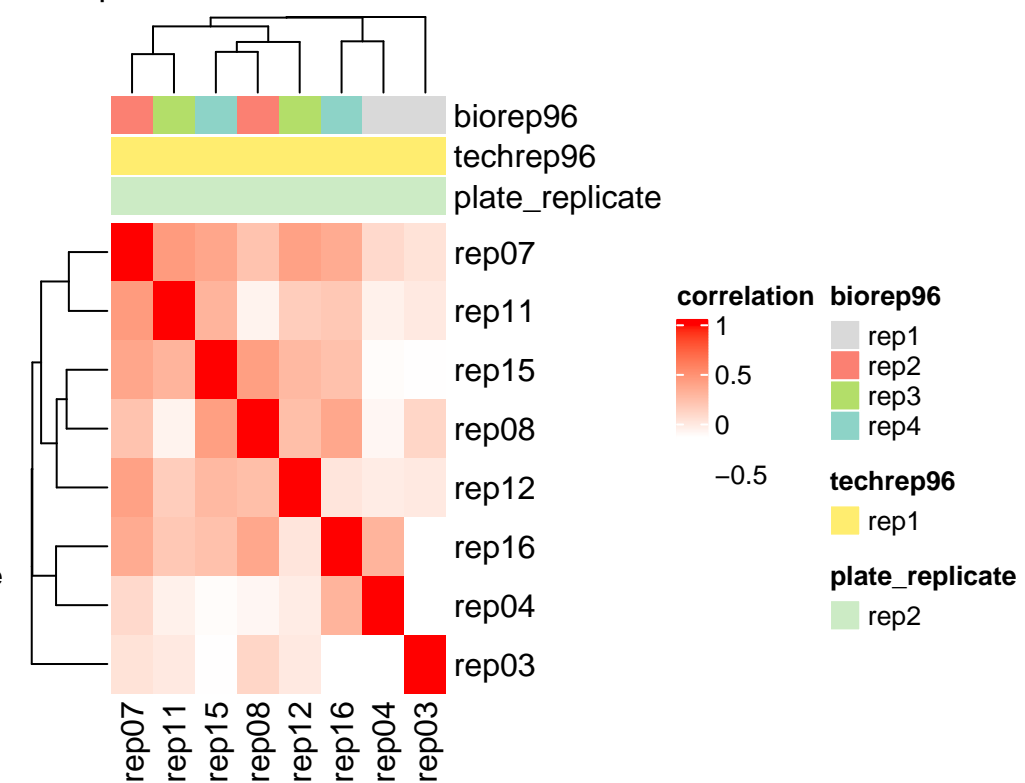 biorep96
techrep96
plate_replicate
rep07
rep11
rep15
rep08
rep12
rep16
rep04
rep03
rep07 rep11 rep15 rep08 rep12 rep16 rep04 rep03
correlation
1
0.5
0
−0.5
biorep96
rep1
rep2
rep3
rep4
techrep96
rep1
plate_replicate
rep2